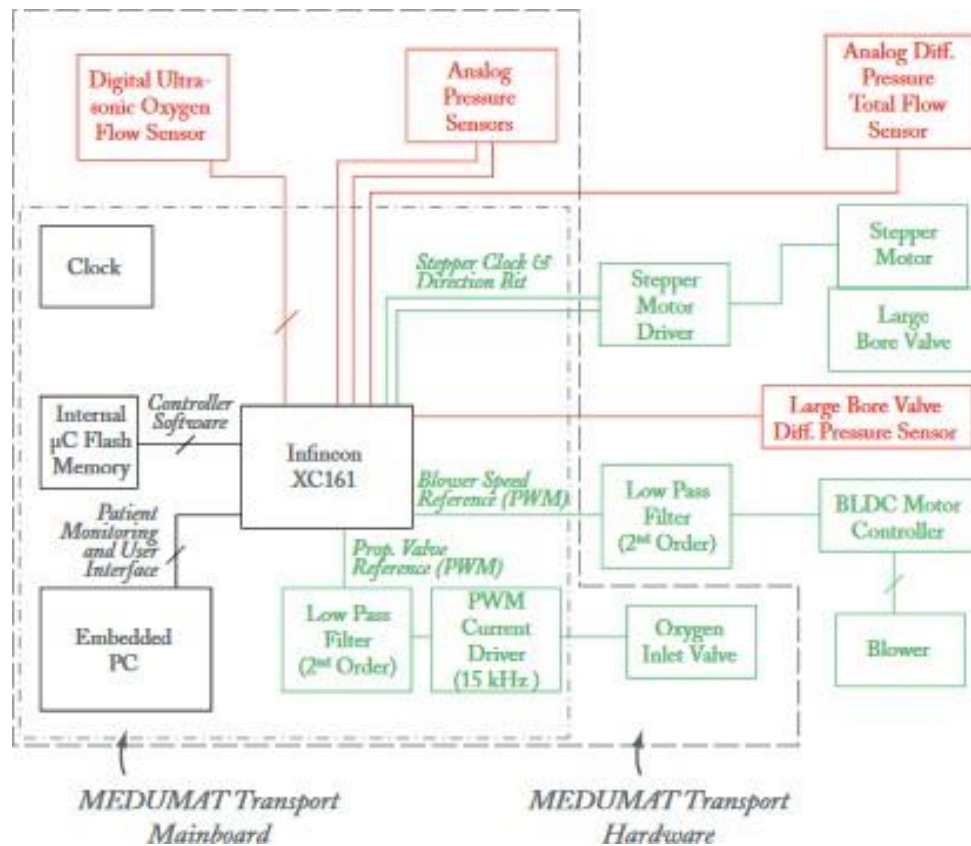 Digital Ultra-
sonic Oxygen
Flow Sensor
Analog
Pressure
Sensors
Analog Diff.
Pressure
Total Flow
Sensor
Clock
Stepper Clock &
Direction Bit
Stepper
Motor
Driver
Stepper
Motor
Large
Bore Valve
Internal
µC Flash
Memory
Controller
Software
Infineon
XC161
Large Bore Valve
Diff. Pressure Sensor
Blower Speed
Reference (PWM)
Low Pass
Filter
(2nd Order)
BLDC Motor
Controller
Patient
Monitoring
and User
Interface
Prop. Valve
Reference (PWM)
Embedded
PC
Low Pass
Filter
(2nd Order)
PWM
Current
Driver
(15 kHz)
Oxygen
Inlet Valve
Blower
MEDUMAT Transport
Mainboard
MEDUMAT Transport
Hardware